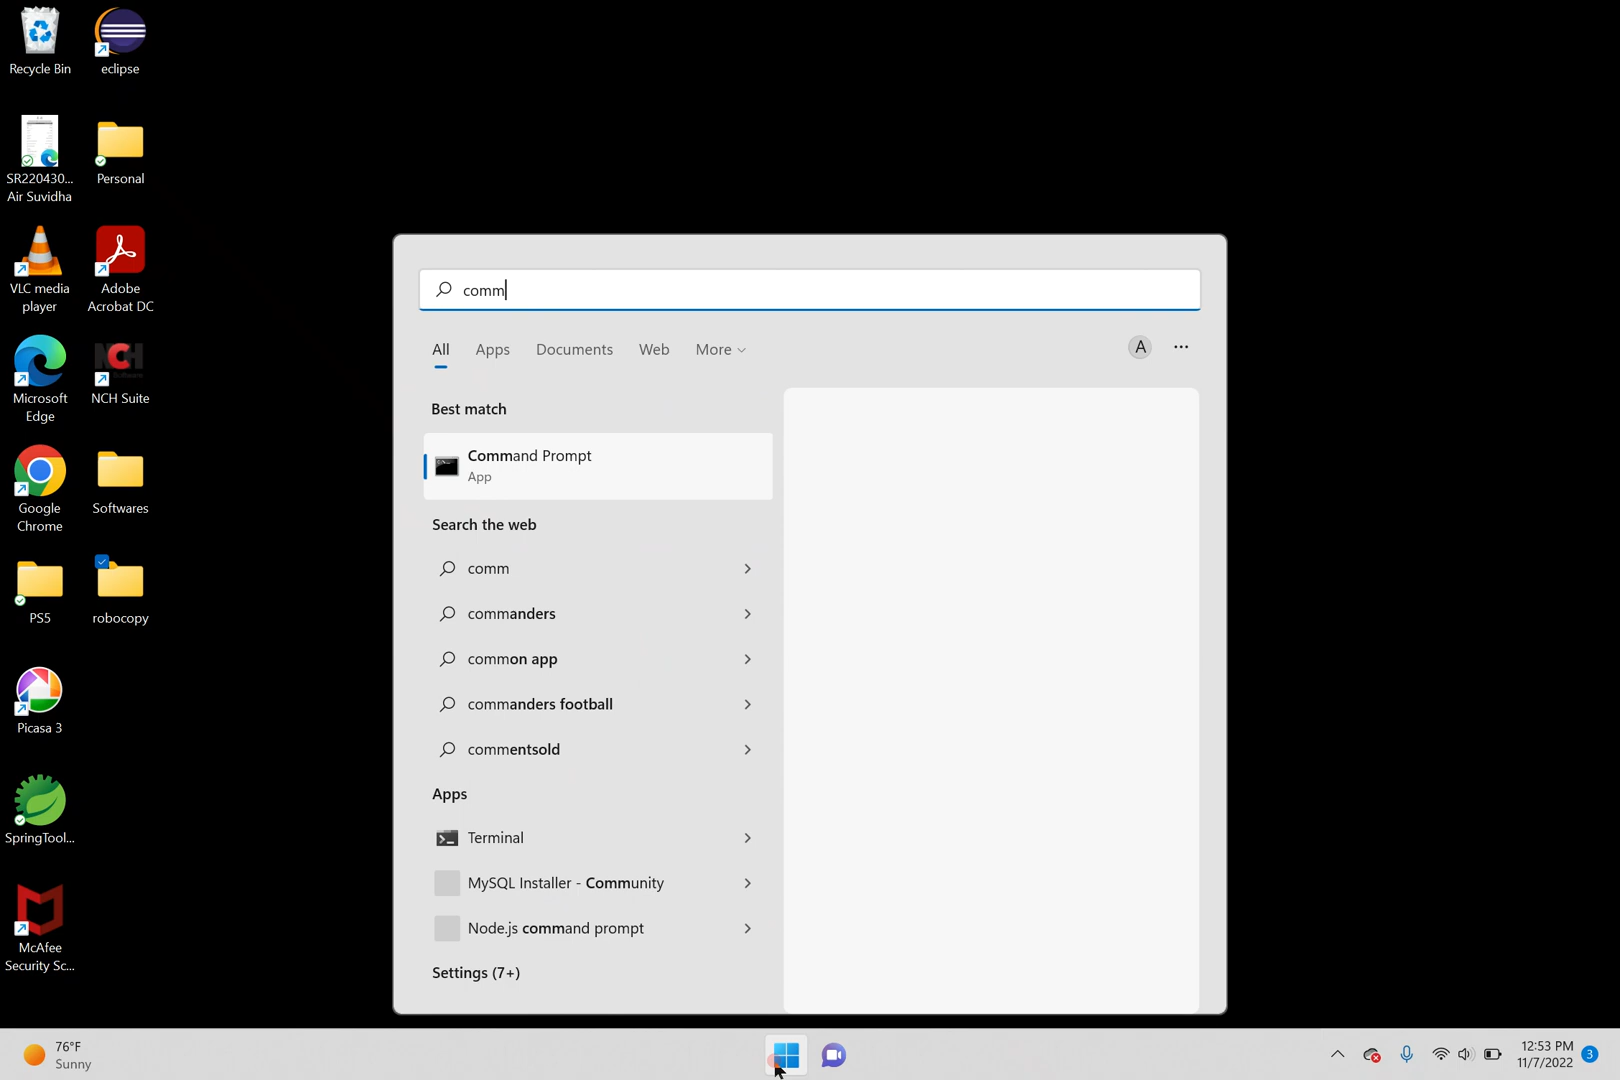 Recycle Bin
eclipse
SR220430...
Air Suvidha
Personal
VLC media
player
Adobe
Acrobat DC
Microsoft
Edge
NCH
NCH Suite
Google
Chrome
Softwares
PS5
robocopy
Picasa 3
SpringTool...
McAfee
Security Sc...
comm
All
Apps
Documents
Web
More
A
Best match
Command Prompt
App
Search the web
comm
commanders
common app
commanders football
commentsold
Apps
Terminal
MySQL Installer - Community
Node.js command prompt
Settings (7+)
76°F
Sunny
12:53 PM
11/7/2022
3